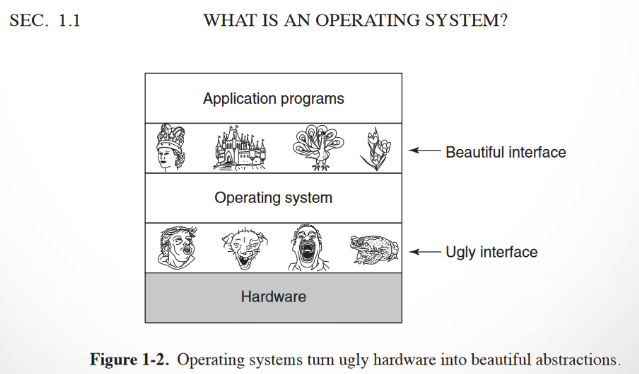 SEC. 1.1 WHAT IS AN OPERATING SYSTEM?
Application programs
Beautiful interface
Operating system
Ugly interface
Hardware
Figure 1-2. Operating systems turn ugly hardware into beautiful abstractions.